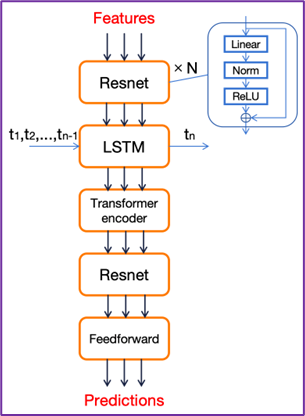 Features
Resnet
× N
Linear
Norm
ReLU
t1,t2,...,tn-1
LSTM
tn
Transformer
encoder
Resnet
Feedforward
Predictions